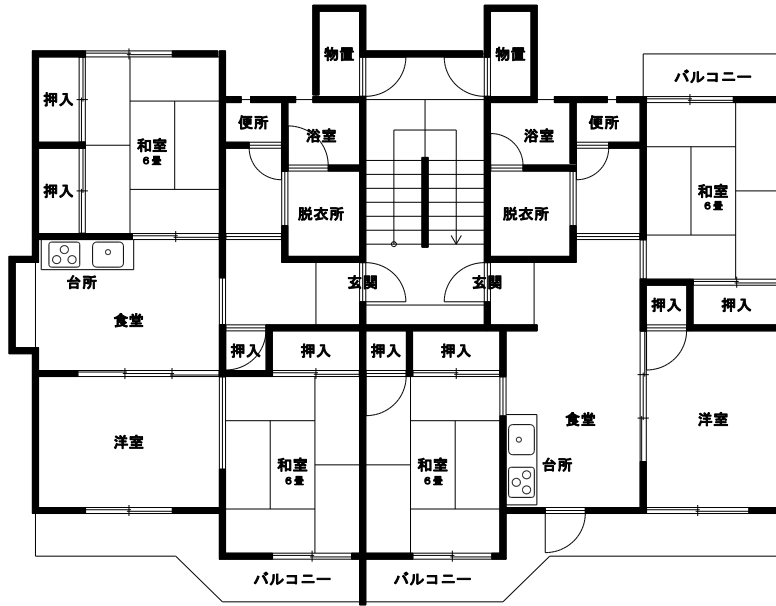 物置
物置
バルコニー
押入
便所
浴室
浴室
便所
和室
6畳
押入
脱衣所
脱衣所
和室
6畳
台所
玄関
玄関
食堂
押入
押入
押入
押入
押入
押入
洋室
和室
6畳
和室
6畳
食堂
洋室
台所
バルコニー
バルコニー